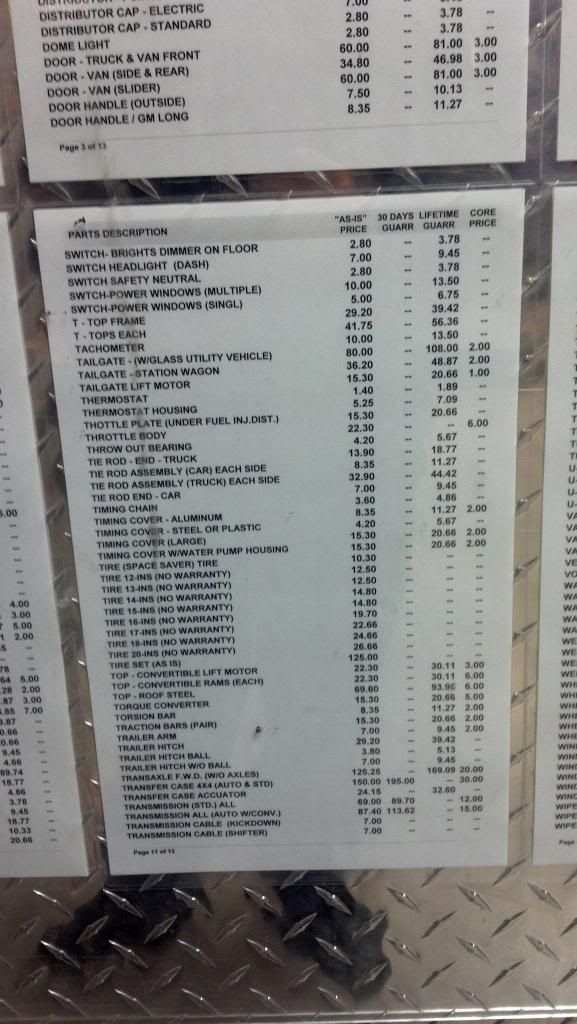 DISTRIBUTOR CAP - ELECTRIC 7.00
DISTRIBUTOR CAP - STANDARD 2.80 -- 3.78 --
DOME LIGHT 2.80 -- 3.78 --
DOOR - TRUCK & VAN FRONT 60.00 -- 81.00 3.00
DOOR - VAN (SIDE & REAR) 34.80 -- 46.98 3.00
DOOR - VAN (SLIDER) 60.00 -- 81.00 3.00
DOOR HANDLE (OUTSIDE) 7.50 -- 10.13 --
DOOR HANDLE / GM LONG 8.35 -- 11.27 --
Page 3 of 13
PARTS DESCRIPTION "AS-IS" PRICE 30 DAYS GUARR LIFETIME GUARR CORE PRICE
SWITCH- BRIGHTS DIMMER ON FLOOR 2.80 -- 3.78 --
SWITCH HEADLIGHT (DASH) 7.00 -- 9.45 --
SWITCH SAFETY NEUTRAL 2.80 -- 3.78 --
SWTCH-POWER WINDOWS (MULTIPLE) 10.00 -- 13.50 --
SWTCH-POWER WINDOWS (SINGL) 5.00 -- 6.75 --
T - TOP FRAME 29.20 -- 39.42 --
T - TOPS EACH 41.75 -- 56.36 --
TACHOMETER 10.00 -- 13.50 --
TAILGATE - (W/GLASS UTILITY VEHICLE) 80.00 -- 108.00 2.00
TAILGATE - STATION WAGON 36.20 -- 48.87 2.00
TAILGATE LIFT MOTOR 15.30 -- 20.66 1.00
THERMOSTAT 1.40 -- 1.89 --
THERMOSTAT HOUSING 5.25 -- 7.09 --
THOTTLE PLATE (UNDER FUEL INJ.DIST.) 15.30 -- 20.66 --
THROTTLE BODY 22.30 -- -- 6.00
THROW OUT BEARING 4.20 -- 5.67 --
TIE ROD - END - TRUCK 13.90 -- 18.77 --
TIE ROD ASSEMBLY (CAR) EACH SIDE 8.35 -- 11.27 --
TIE ROD ASSEMBLY (TRUCK) EACH SIDE 32.90 -- 44.42 --
TIE ROD END - CAR 7.00 -- 9.45 --
TIMING CHAIN 3.60 -- 4.86 --
TIMING COVER - ALUMINUM 8.35 -- 11.27 2.00
TIMING COVER - STEEL OR PLASTIC 4.20 -- 5.67 --
TIMING COVER (LARGE) 15.30 -- 20.66 2.00
TIMING COVER W/WATER PUMP HOUSING 15.30 -- 20.66 2.00
TIRE (SPACE SAVER) TIRE 10.30 -- -- --
TIRE 12-INS (NO WARRANTY) 12.50 -- -- --
TIRE 13-INS (NO WARRANTY) 12.50 -- -- --
TIRE 14-INS (NO WARRANTY) 14.80 -- -- --
TIRE 15-INS (NO WARRANTY) 14.80 -- -- --
TIRE 16-INS (NO WARRANTY) 19.70 -- -- --
TIRE 17-INS (NO WARRANTY) 22.66 -- -- --
TIRE 18-INS (NO WARRANTY) 24.66 -- -- --
TIRE 20-INS (NO WARRANTY) 26.66 -- -- --
TIRE SET (AS IS) 125.00 -- -- --
TOP - CONVERTIBLE LIFT MOTOR 22.30 -- 30.11 3.00
TOP - CONVERTIBLE RAMS (EACH) 22.30 -- 30.11 6.00
TOP - ROOF STEEL 69.60 -- 93.96 6.00
TORQUE CONVERTER 15.30 -- 20.66 5.00
TORSION BAR 8.35 -- 11.27 2.00
TRACTION BARS (PAIR) 15.30 -- 20.66 2.00
TRAILER ARM 7.00 -- 9.45 2.00
TRAILER HITCH 29.20 -- 39.42 --
TRAILER HITCH BALL 3.80 -- 5.13 --
TRAILER HITCH W/O BALL 7.00 -- 9.45 --
TRANSAXLE F.W.D. (W/O AXLES) 125.25 -- 169.09 20.00
TRANSFER CASE 4X4 (AUTO & STD) 150.00 195.00 -- 30.00
TRANSFER CASE ACCUATOR 24.15 -- 32.60 --
TRANSMISSION (STD.) ALL 69.00 89.70 -- 12.00
TRANSMISSION ALL (AUTO W/CONV.) 87.40 113.62 -- 15.00
TRANSMISSION CABLE (KICKDOWN) 7.00 -- -- --
TRANSMISSION CABLE (SHIFTER) 7.00 -- -- --
Page 11 of 13